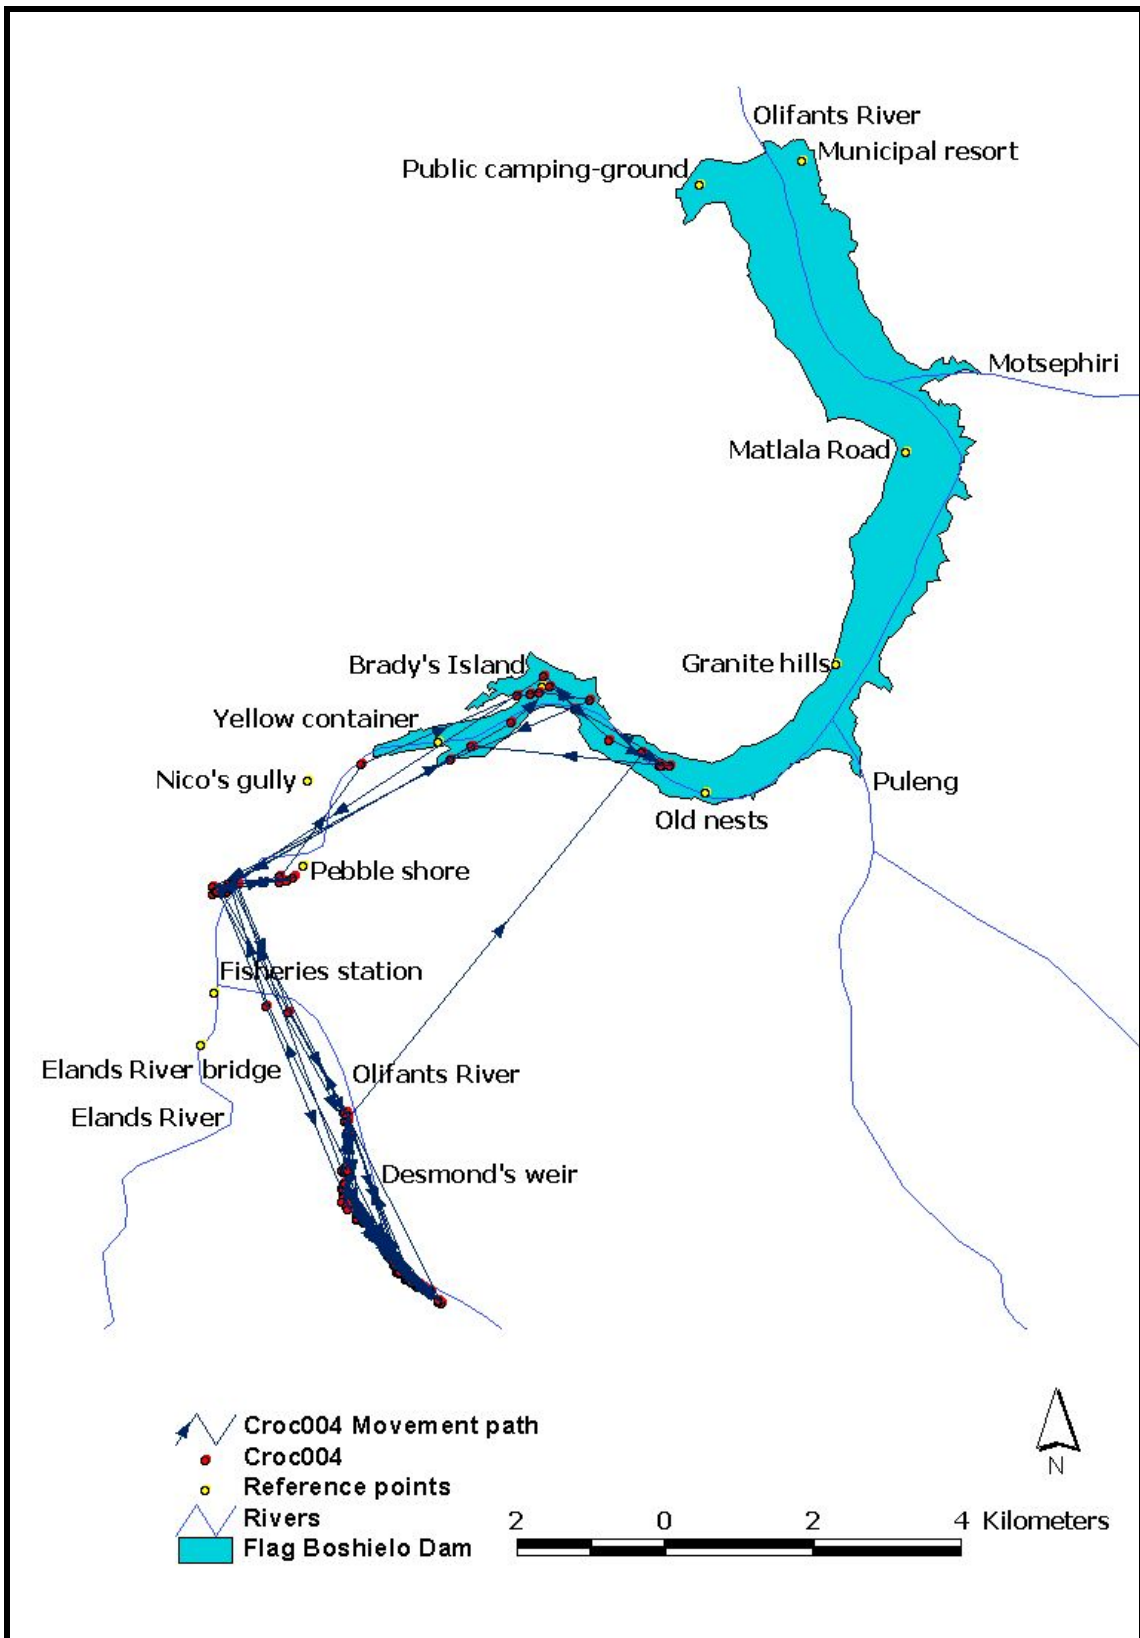 Olifants River
Municipal resort
Public camping-ground
Motsephiri
Matlala Road
Brady's Island
Granite hills
Yellow container
Nico's gully
Puleng
Old nests
Pebble shore
Fisheries station
Elands River bridge
Olifants River
Elands River
Desmond's weir
Croc004 Movement path
Croc004
Reference points
Rivers
Flag Boshielo Dam
N
2 0 2 4 Kilometers